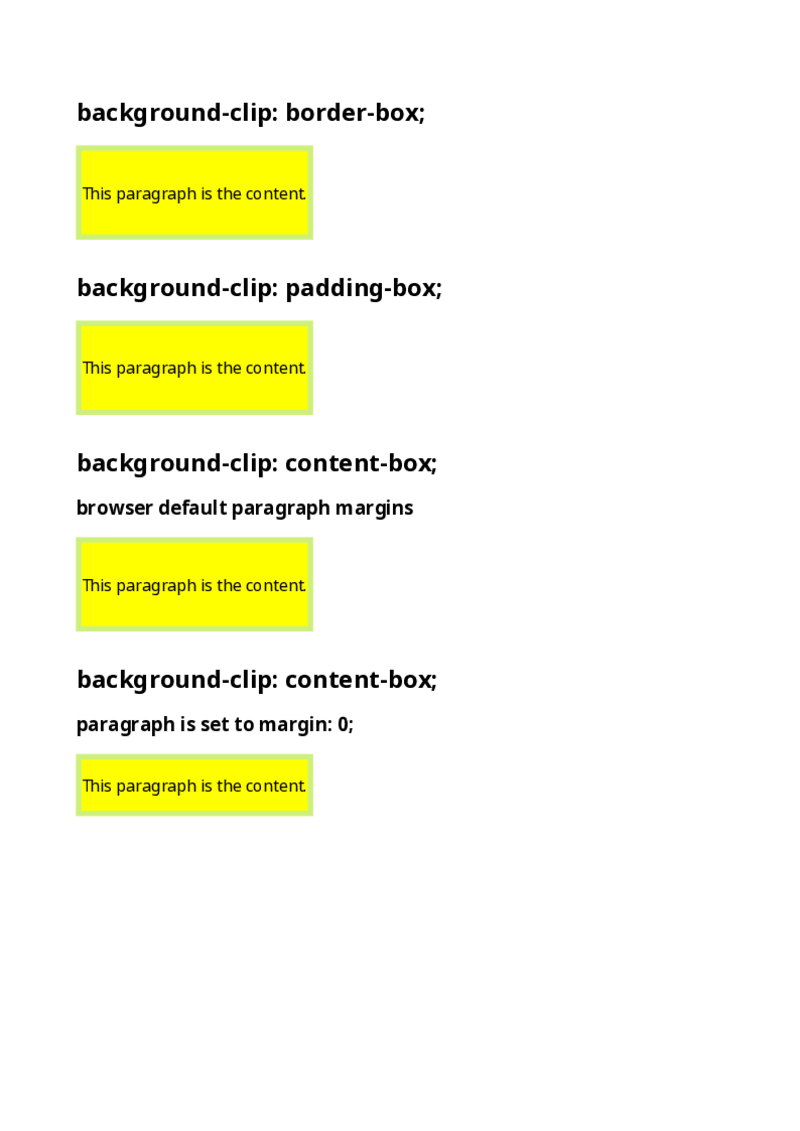 background-clip: border-box;
This paragraph is the content.
background-clip: padding-box;
This paragraph is the content.
background-clip: content-box;
browser default paragraph margins
This paragraph is the content.
background-clip: content-box;
paragraph is set to margin: 0;
This paragraph is the content.